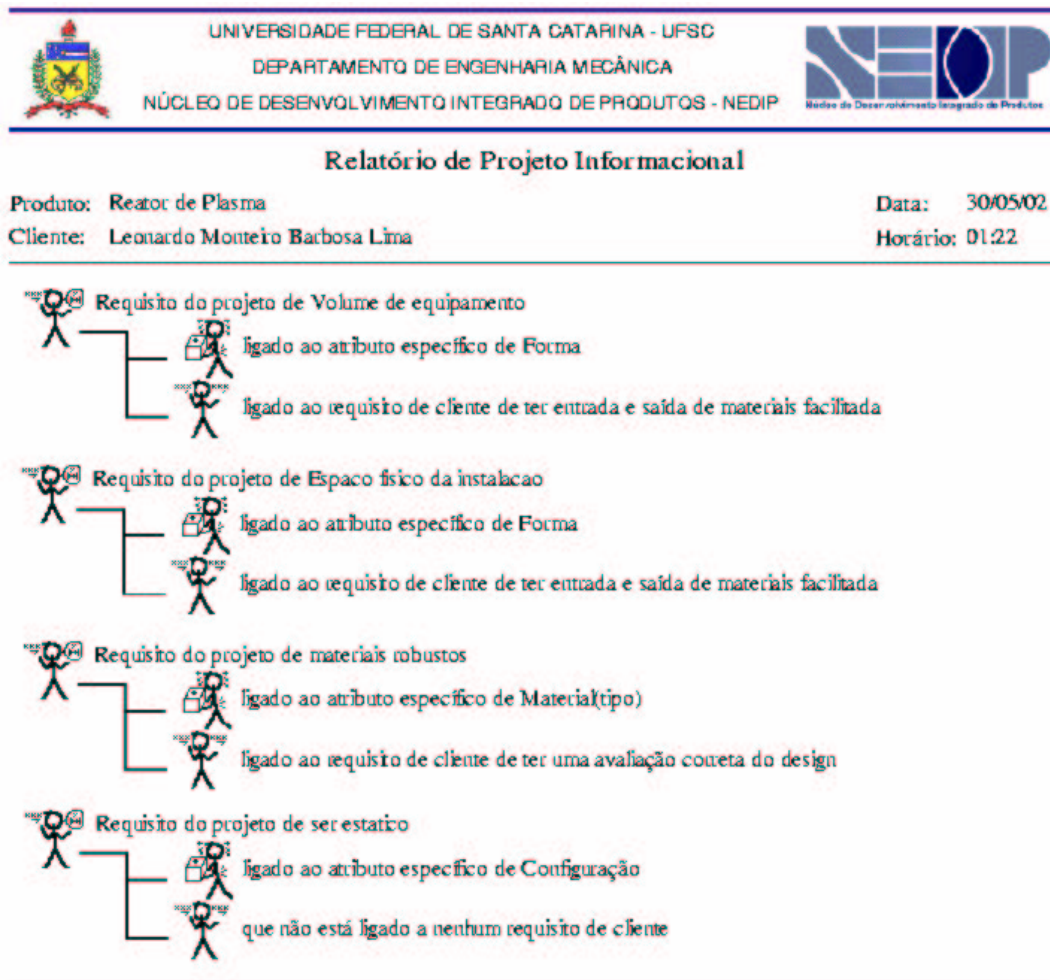 UNIVERSIDADE FEDERAL DE SANTA CATARINA - UFSC
DEPARTAMENTO DE ENGENHARIA MECÂNICA
NÚCLEO DE DESENVOLVIMENTO INTEGRADO DE PRODUTOS - NEDIP
NEDIP
Núcleo de Desenvolvimento Integrado de Produtos
Relatório de Projeto Informacional
Produto: Reator de Plasma Data: 30/05/02
Cliente: Leonardo Monteiro Barbosa Lima Horário: 01:22
Requisito do projeto de Volume de equipamento
ligado ao atributo específico de Forma
ligado ao requisito de cliente de ter entrada e saída de materiais facilitada
Requisito do projeto de Espaco fisico da instalacao
ligado ao atributo específico de Forma
ligado ao requisito de cliente de ter entrada e saída de materiais facilitada
Requisito do projeto de materiais robustos
ligado ao atributo específico de Material(tipo)
ligado ao requisito de cliente de ter uma avaliação correta do design
Requisito do projeto de ser estatico
ligado ao atributo específico de Configuração
que não está ligado a nenhum requisito de cliente